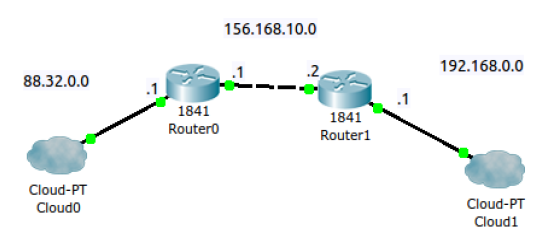 156.168.10.0
88.32.0.0
192.168.0.0
.1
.1
.2
.1
1841
Router0
1841
Router1
Cloud-PT
Cloud0
Cloud-PT
Cloud1